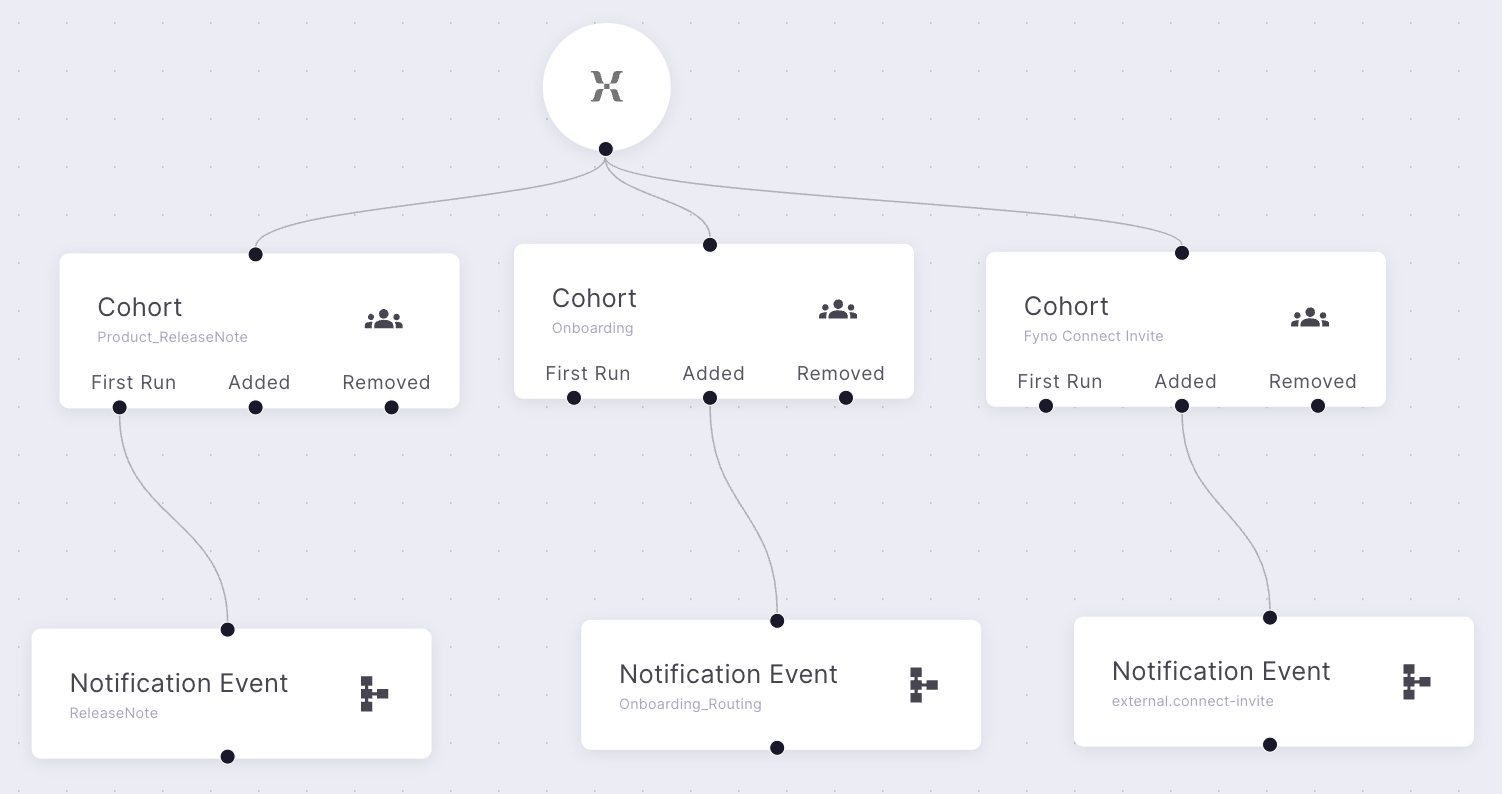 Cohort
Product_ReleaseNote
First Run Added Removed
Cohort
Onboarding
First Run Added Removed
Cohort
Fyno Connect Invite
First Run Added Removed
Notification Event
ReleaseNote
Notification Event
Onboarding_Routing
Notification Event
external.connect-invite